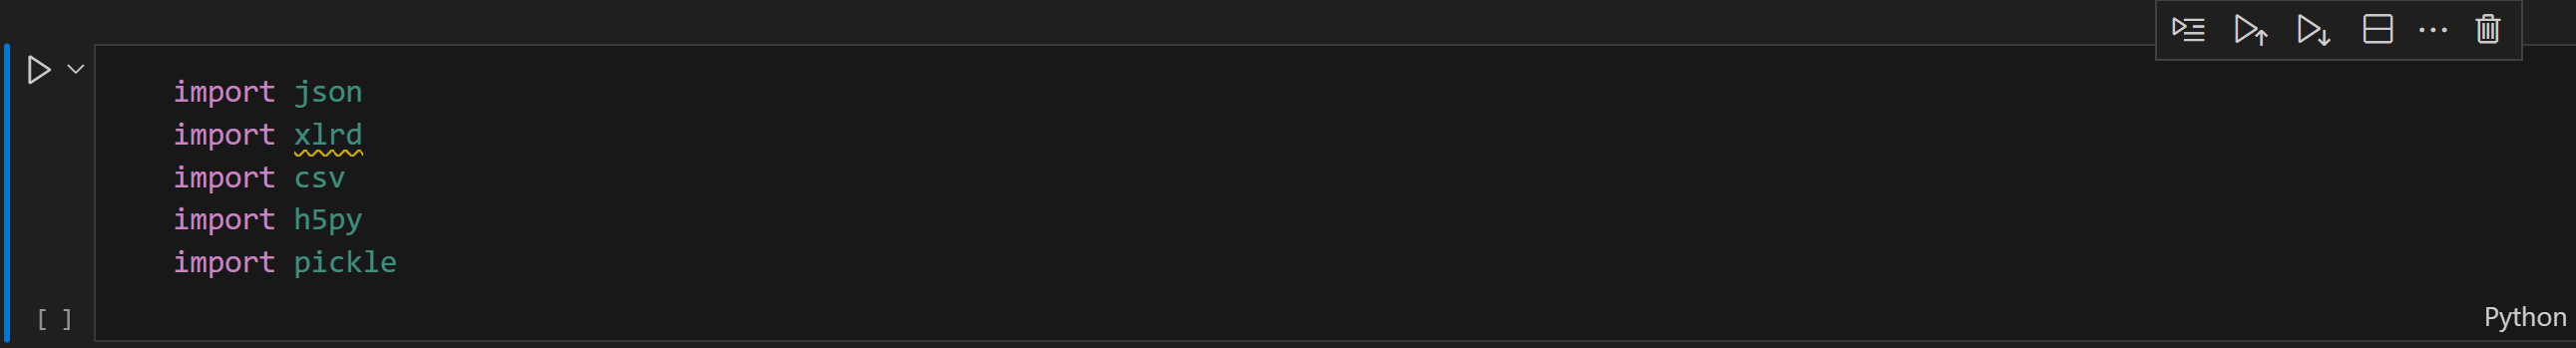 import json
import xlrd
import csv
import h5py
import pickle
[ ]
Python